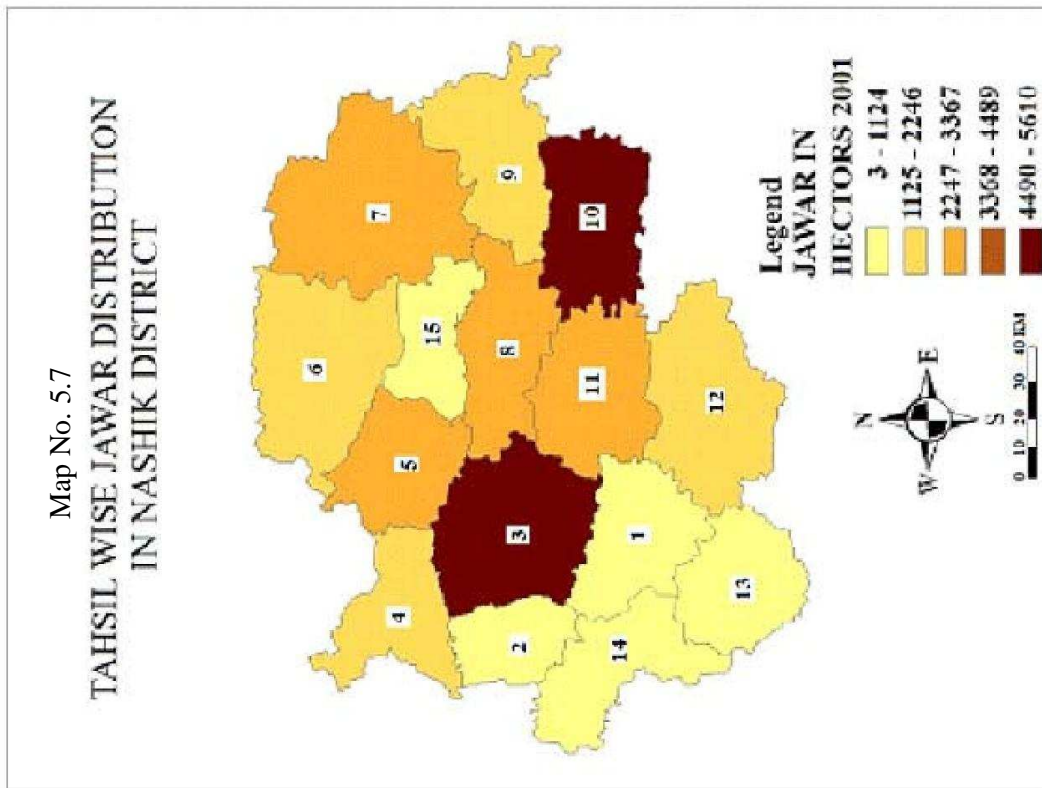 Map No. 5.7
TAHSIL WISE JAWAR DISTRIBUTION
IN NASHIK DISTRICT
6
7
15
5
9
4
8
3
10
11
2
1
12
14
13
N
W
E
S
0 10 20 30 40 KM
Legend
JAWAR IN
HECTORS 2001
3 - 1124
1125 - 2246
2247 - 3367
3368 - 4489
4490 - 5610